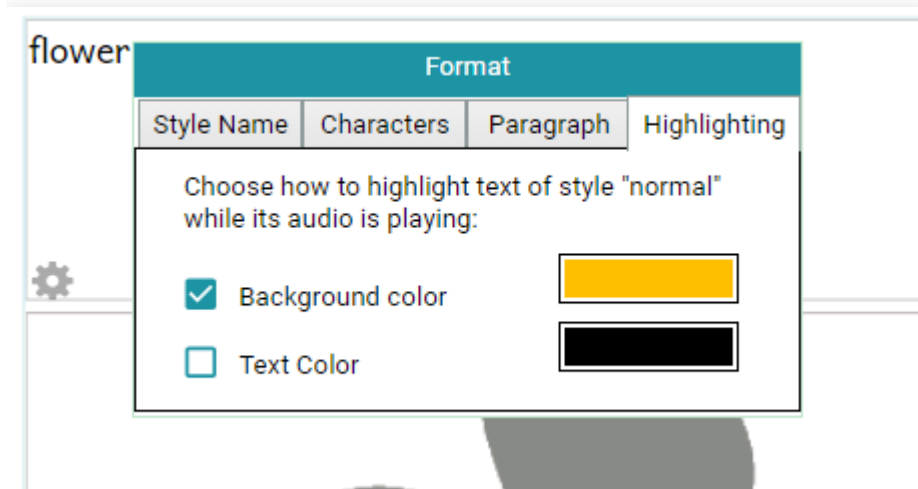 flower
Format
Style Name Characters Paragraph Highlighting
Choose how to highlight text of style "normal"
while its audio is playing:
Background color
Text Color